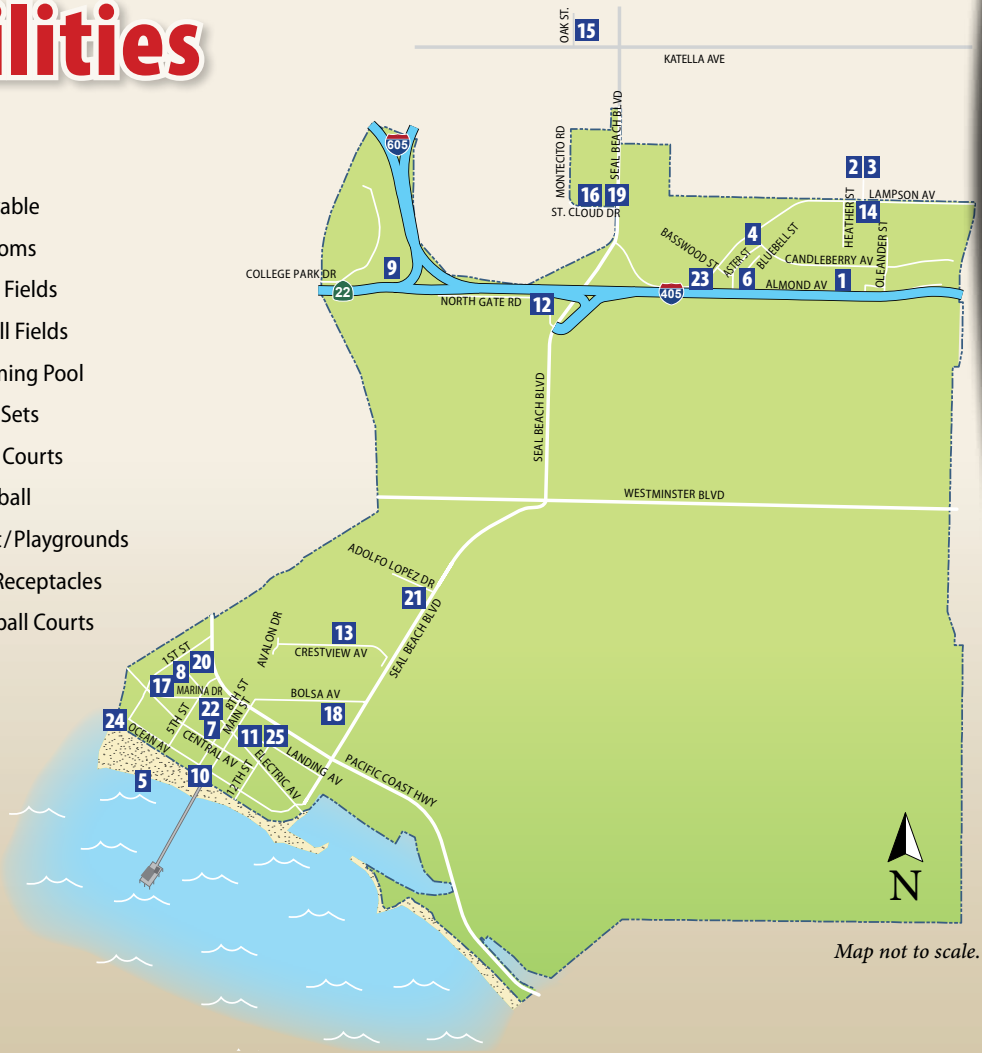 ilities
able
oms
Fields
ll Fields
ming Pool
Sets
Courts
ball
t/Playgrounds
Receptacles
ball Courts
OAK ST.
15
KATELLA AVE
SEAL BEACH BLVD
MONTECITO RD
605
2 3
16 19
ST. CLOUD DR
LAMPSON AV
HEATHER ST
14
OLEANDER ST
4
BASSWOOD ST
ASTER ST
BLUEBELL ST
CANDLEBERRY AV
9
COLLEGE PARK DR
22
23
6
ALMOND AV
1
405
NORTH GATE RD
12
SEAL BEACH BLVD
WESTMINSTER BLVD
ADOLFO LOPEZ DR
21
SEAL BEACH BLVD
AVALON DR
13
CRESTVIEW AV
1ST ST
20
8
17
MARINA DR
8TH ST
MAIN ST
BOLSA AV
18
5TH ST
22
7
24
OCEAN AV
CENTRAL AV
11 25
ELECTRIC AV
LANDING AV
12TH ST
PACIFIC COAST HWY
5
10
N
Map not to scale.